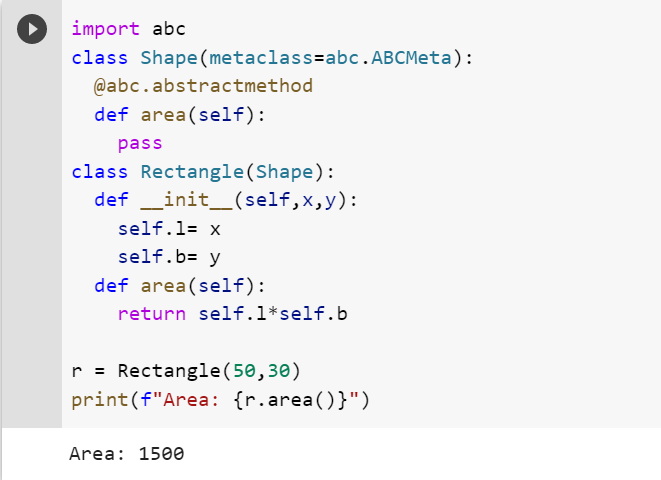 import abc
class Shape(metaclass=abc.ABCMeta):
  @abc.abstractmethod
  def area(self):
    pass
class Rectangle(Shape):
  def __init__(self,x,y):
    self.l= x
    self.b= y
  def area(self):
    return self.l*self.b

r = Rectangle(50,30)
print(f"Area: {r.area()}")
Area: 1500